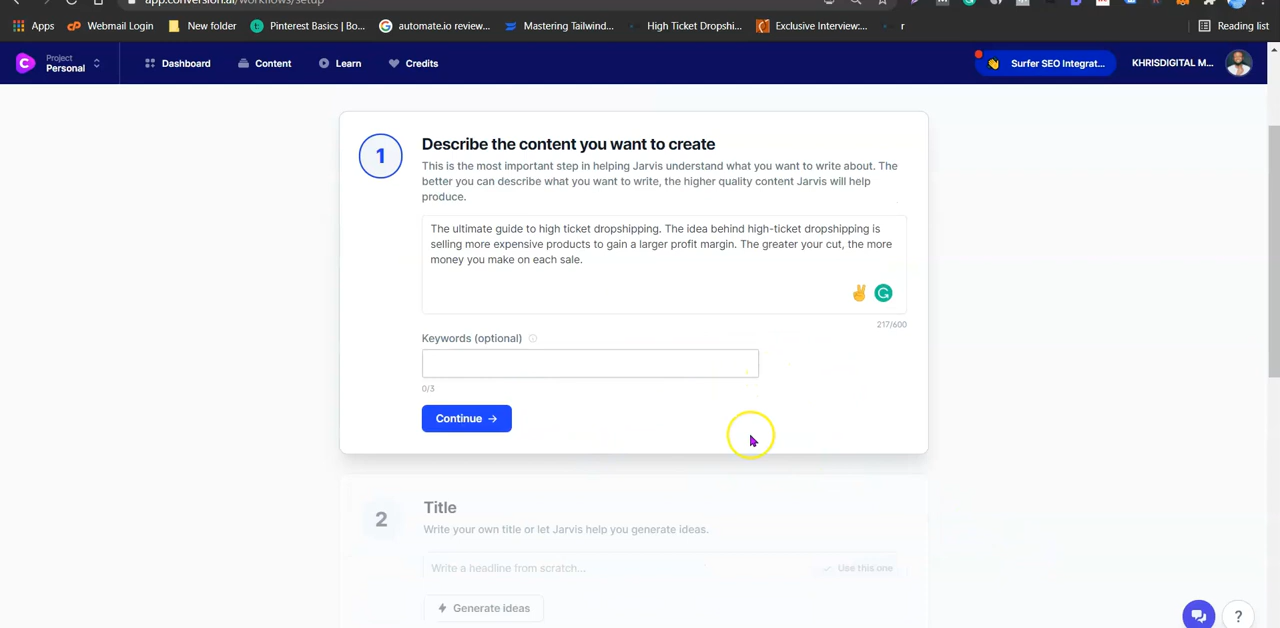 app.conversion.ai/workflows/setup
Apps
Webmail Login
New folder
Pinterest Basics | Bo...
automate.io review...
Mastering Tailwind...
High Ticket Dropshi...
Exclusive Interview:...
r
Reading list
C
Project
Personal
Dashboard
Content
Learn
Credits
Surfer SEO Integrat...
KHRISDIGITAL M...
1
Describe the content you want to create
This is the most important step in helping Jarvis understand what you want to write about. The
better you can describe what you want to write, the higher quality content Jarvis will help
produce.
The ultimate guide to high ticket dropshipping. The idea behind high-ticket dropshipping is
selling more expensive products to gain a larger profit margin. The greater your cut, the more
money you make on each sale.
217/600
Keywords (optional)
0/3
Continue →
2
Title
Write your own title or let Jarvis help you generate ideas.
Write a headline from scratch...
Use this one
Generate ideas
?